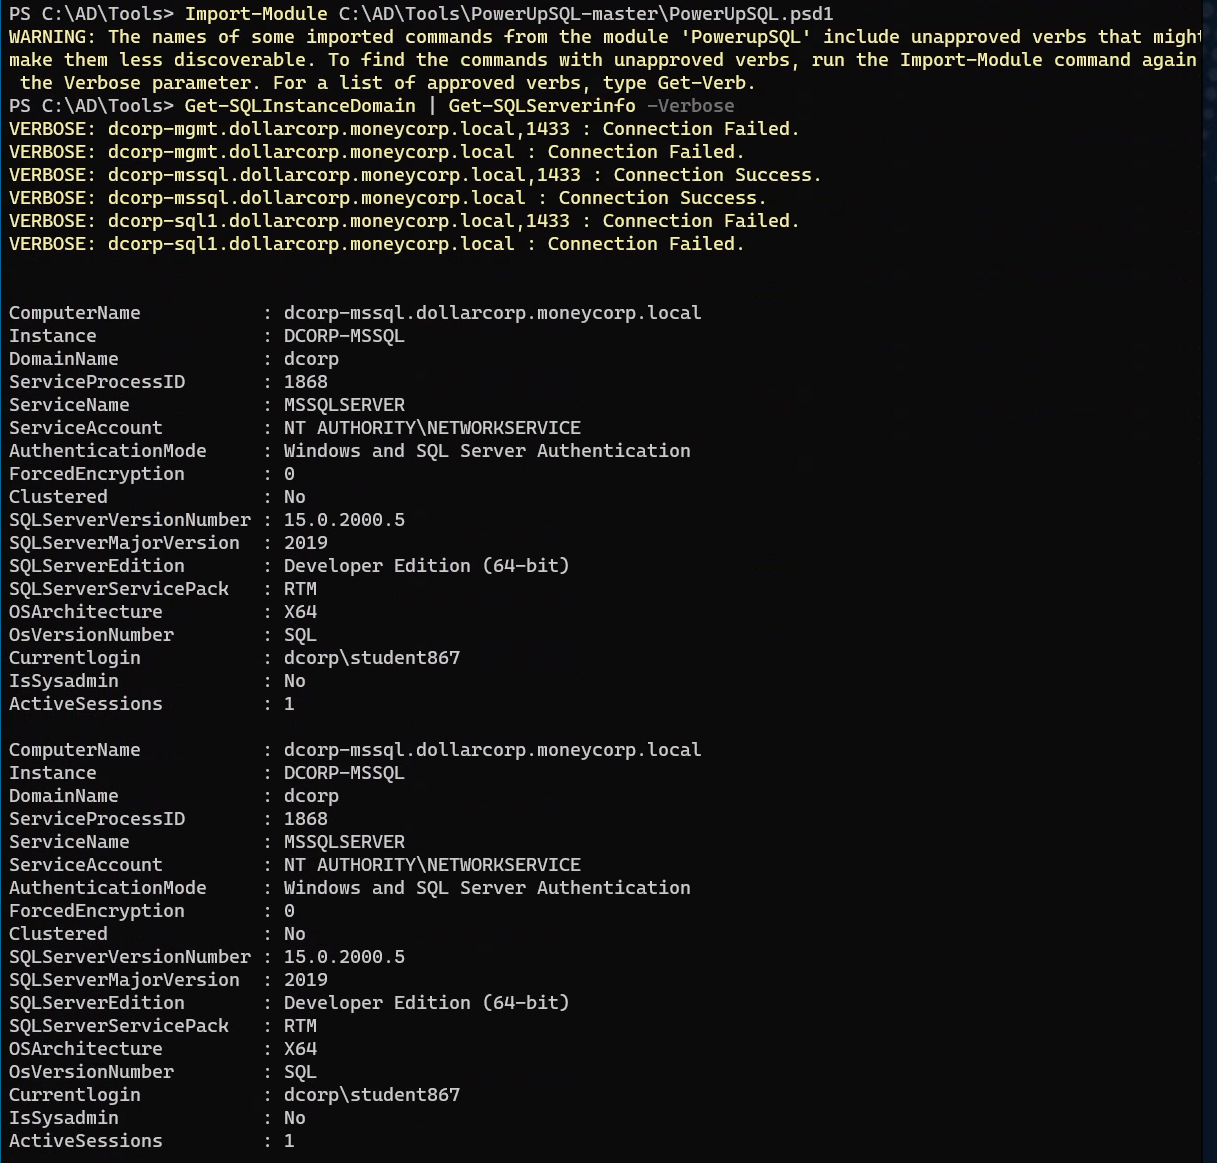 PS C:\AD\Tools> Import-Module C:\AD\Tools\PowerUpSQL-master\PowerUpSQL.psd1
WARNING: The names of some imported commands from the module 'PowerupSQL' include unapproved verbs that might
make them less discoverable. To find the commands with unapproved verbs, run the Import-Module command again
 the Verbose parameter. For a list of approved verbs, type Get-Verb.
PS C:\AD\Tools> Get-SQLInstanceDomain | Get-SQLServerinfo -Verbose
VERBOSE: dcorp-mgmt.dollarcorp.moneycorp.local,1433 : Connection Failed.
VERBOSE: dcorp-mgmt.dollarcorp.moneycorp.local : Connection Failed.
VERBOSE: dcorp-mssql.dollarcorp.moneycorp.local,1433 : Connection Success.
VERBOSE: dcorp-mssql.dollarcorp.moneycorp.local : Connection Success.
VERBOSE: dcorp-sql1.dollarcorp.moneycorp.local,1433 : Connection Failed.
VERBOSE: dcorp-sql1.dollarcorp.moneycorp.local : Connection Failed.
ComputerName           : dcorp-mssql.dollarcorp.moneycorp.local
Instance               : DCORP-MSSQL
DomainName             : dcorp
ServiceProcessID       : 1868
ServiceName            : MSSQLSERVER
ServiceAccount         : NT AUTHORITY\NETWORKSERVICE
AuthenticationMode     : Windows and SQL Server Authentication
ForcedEncryption       : 0
Clustered              : No
SQLServerVersionNumber : 15.0.2000.5
SQLServerMajorVersion  : 2019
SQLServerEdition       : Developer Edition (64-bit)
SQLServerServicePack   : RTM
OSArchitecture         : X64
OsVersionNumber        : SQL
Currentlogin           : dcorp\student867
IsSysadmin             : No
ActiveSessions         : 1
ComputerName           : dcorp-mssql.dollarcorp.moneycorp.local
Instance               : DCORP-MSSQL
DomainName             : dcorp
ServiceProcessID       : 1868
ServiceName            : MSSQLSERVER
ServiceAccount         : NT AUTHORITY\NETWORKSERVICE
AuthenticationMode     : Windows and SQL Server Authentication
ForcedEncryption       : 0
Clustered              : No
SQLServerVersionNumber : 15.0.2000.5
SQLServerMajorVersion  : 2019
SQLServerEdition       : Developer Edition (64-bit)
SQLServerServicePack   : RTM
OSArchitecture         : X64
OsVersionNumber        : SQL
Currentlogin           : dcorp\student867
IsSysadmin             : No
ActiveSessions         : 1